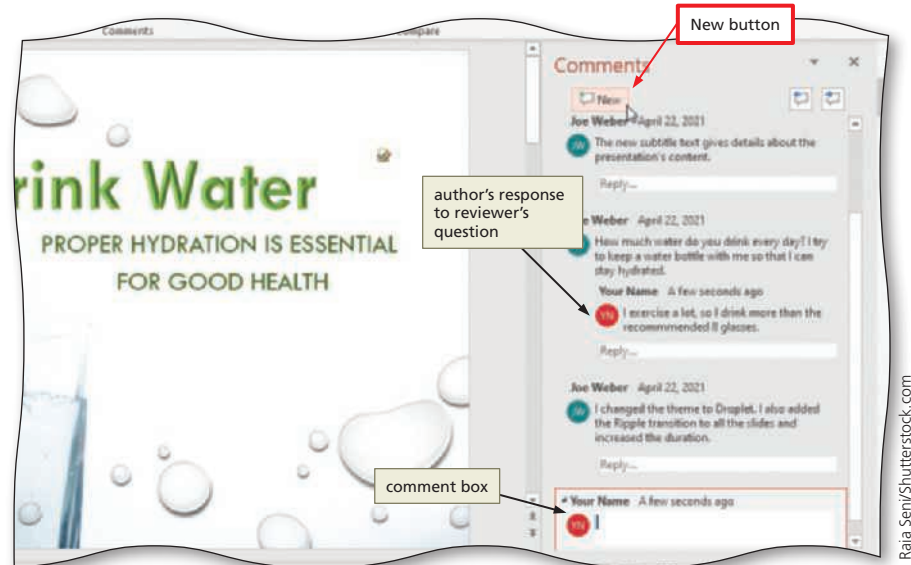 New button
Comments
Compare
Comments
New
Joe Weber April 22, 2021
JW
The new subtitle text gives details about the
presentation's content.
Reply...
author's response
to reviewer's
question
rink Water
PROPER HYDRATION IS ESSENTIAL
FOR GOOD HEALTH
e Weber April 22, 2021
How much water do you drink every day? I try
to keep a water bottle with me so that I can
stay hydrated.
Your Name A few seconds ago
YN
I exercise a lot, so I drink more than the
recommmended 8 glasses.
Reply...
Joe Weber April 22, 2021
JW
I changed the theme to Droplet. I also added
the Ripple transition to all the slides and
increased the duration.
Reply...
comment box
Your Name A few seconds ago
YN
Raia Seni/Shutterstock.com